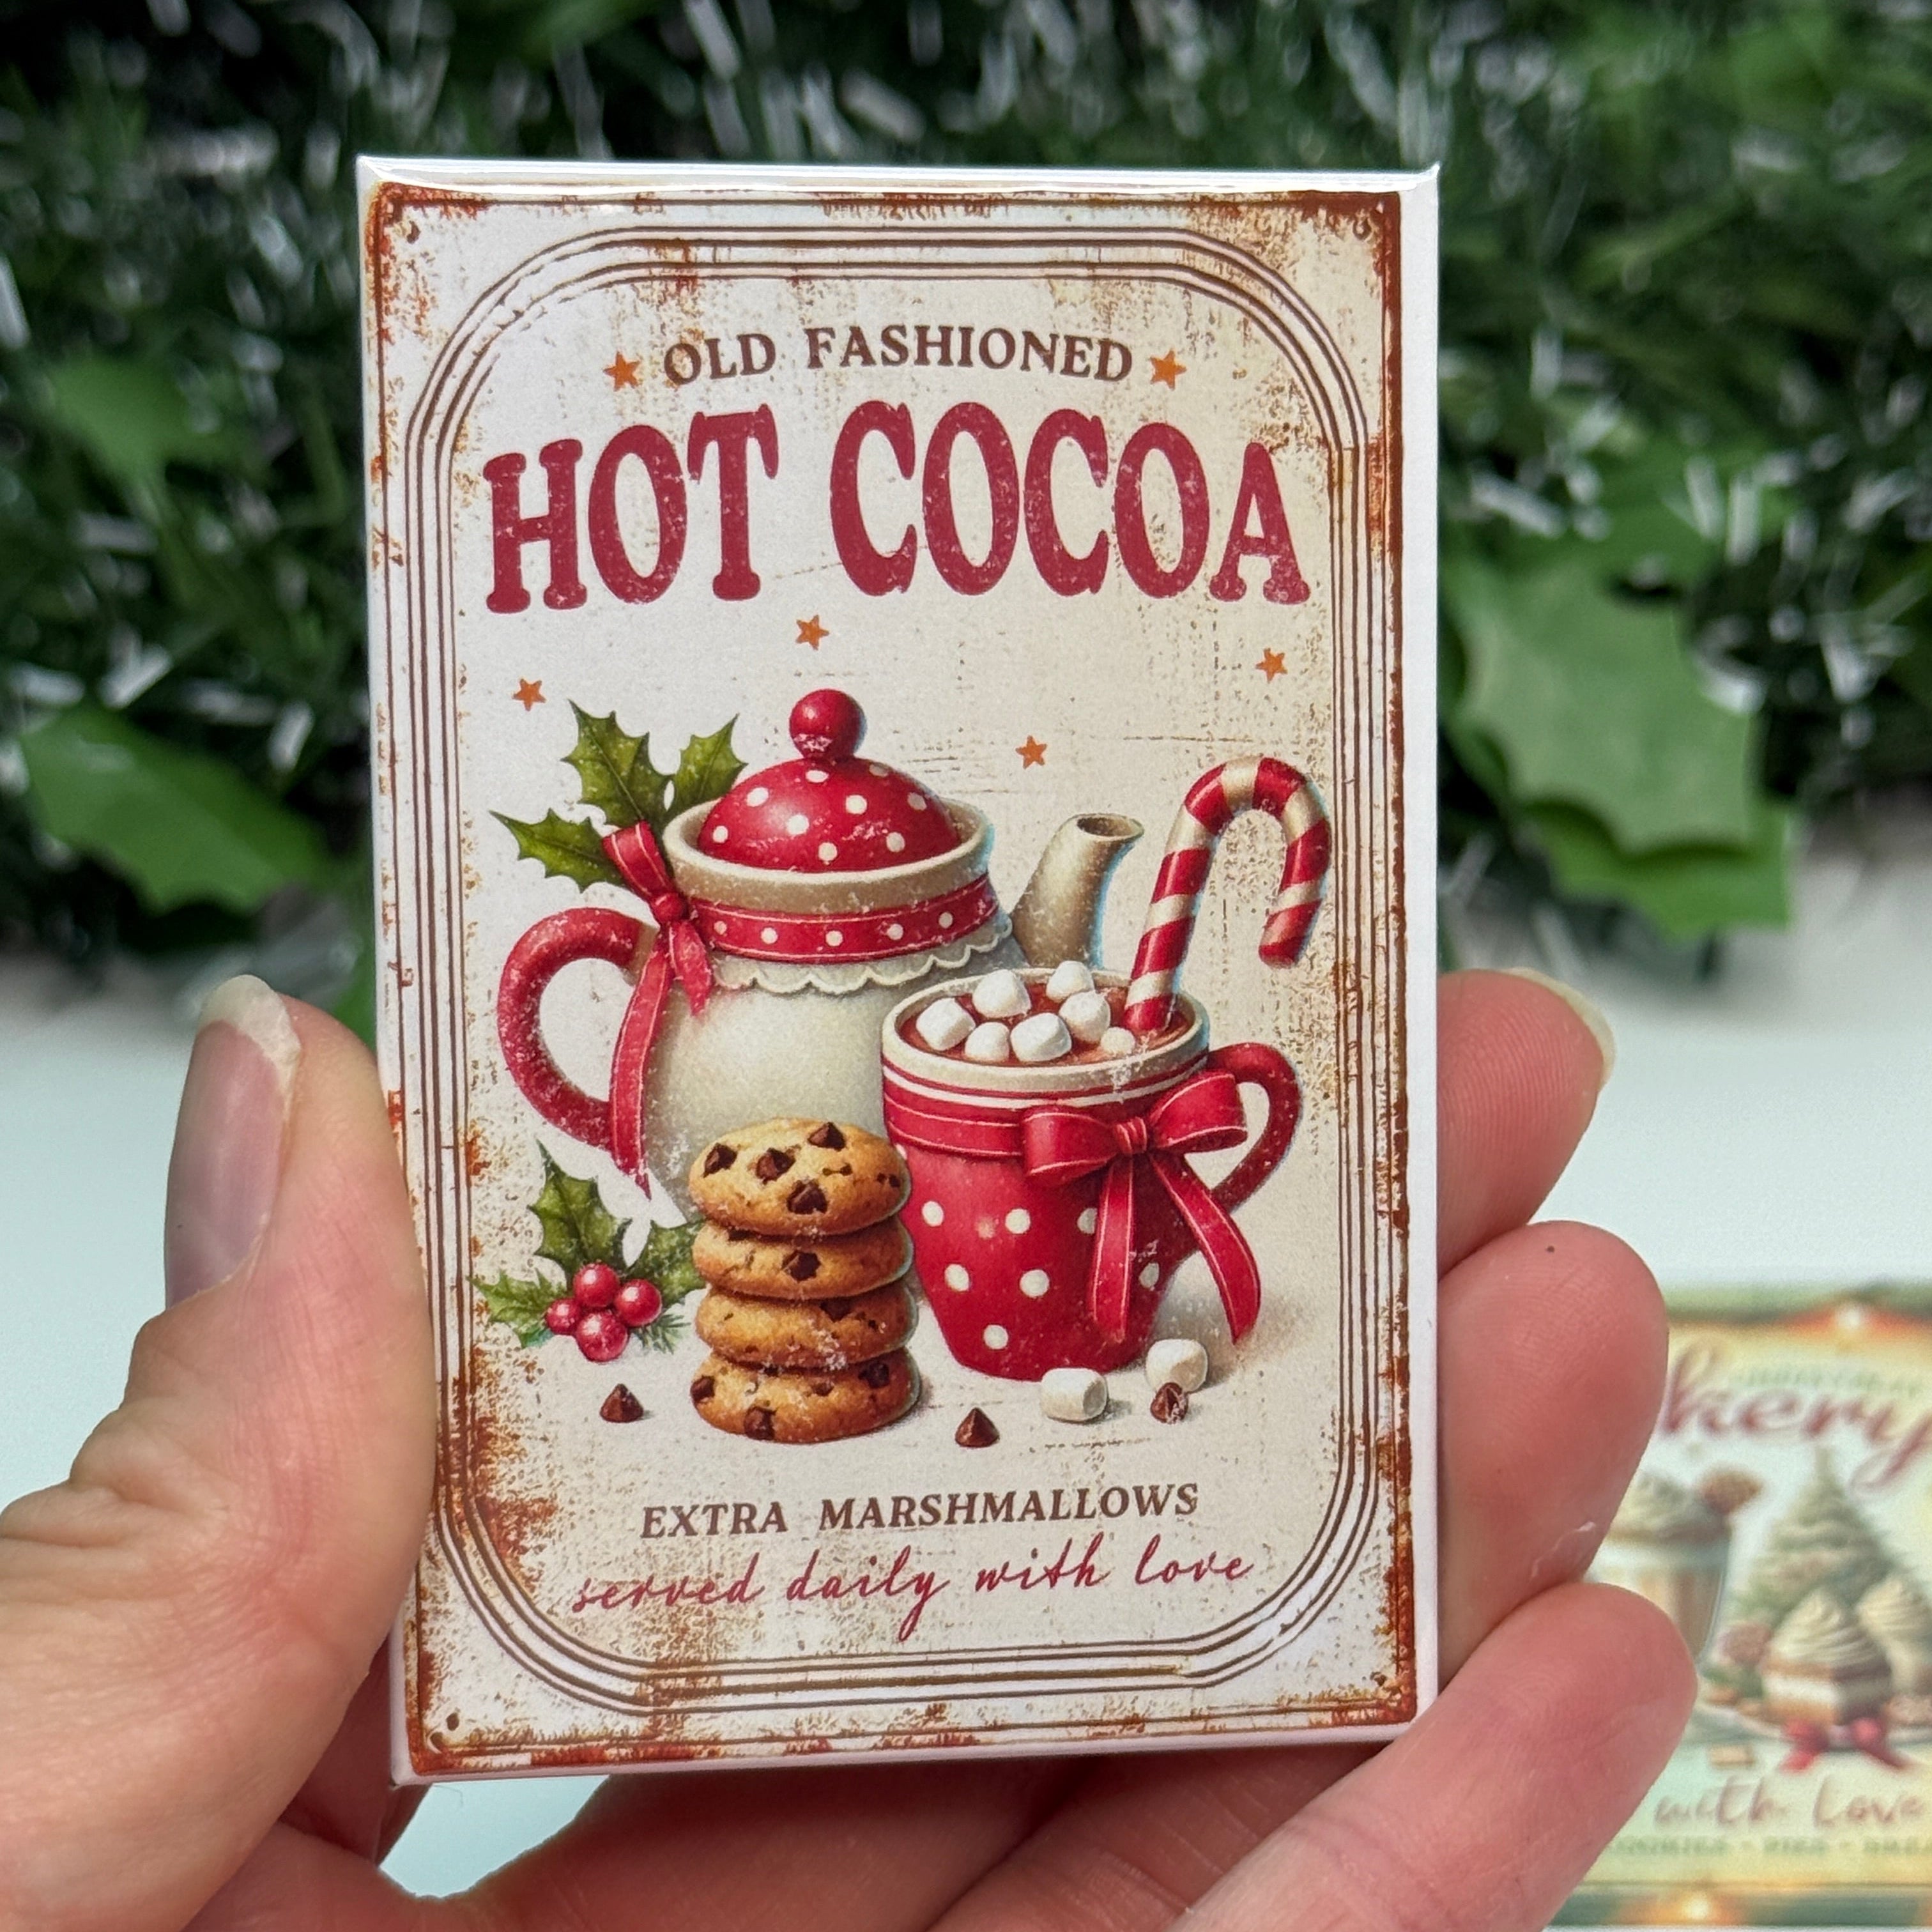 OLD FASHIONED
HOT COCOA
EXTRA MARSHMALLOWS
served daily with love
with Love